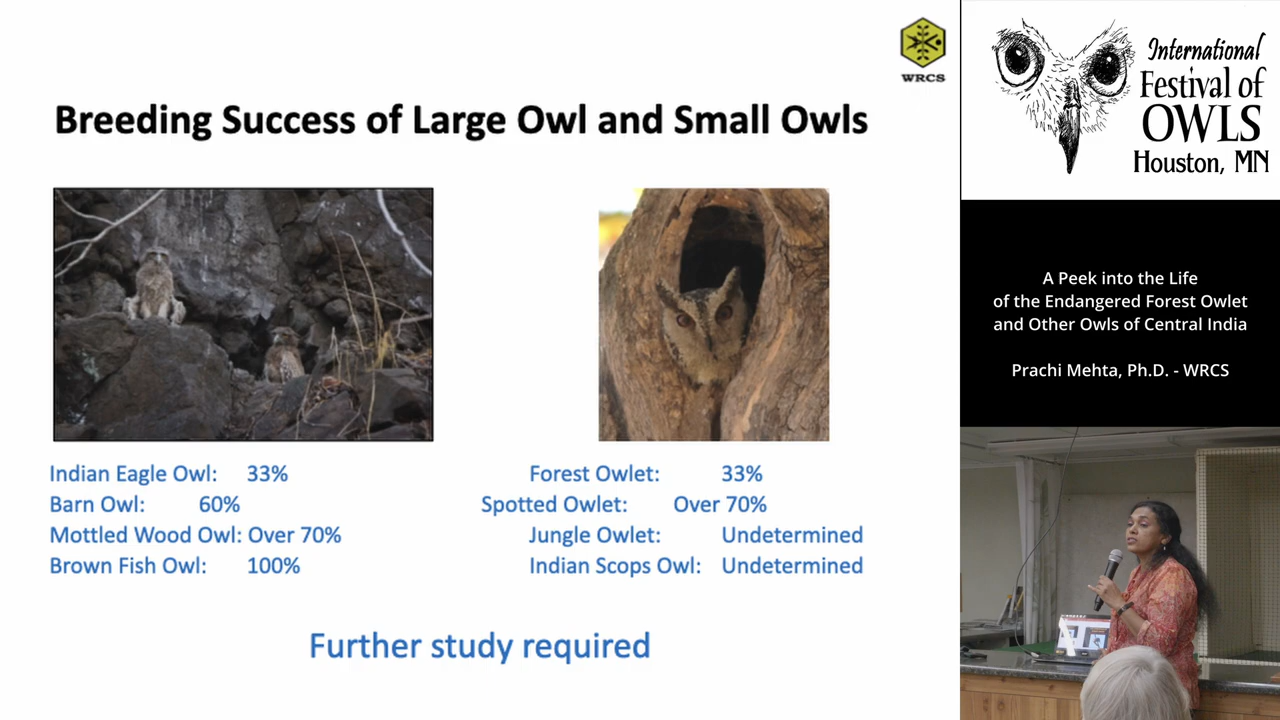 WRCS
Breeding Success of Large Owl and Small Owls
Indian Eagle Owl: 33%
Barn Owl: 60%
Mottled Wood Owl: Over 70%
Brown Fish Owl: 100%
Forest Owlet: 33%
Spotted Owlet: Over 70%
Jungle Owlet: Undetermined
Indian Scops Owl: Undetermined
Further study required
International
Festival of
OWLS
Houston, MN
A Peek into the Life
of the Endangered Forest Owlet
and Other Owls of Central India
Prachi Mehta, Ph.D. - WRCS